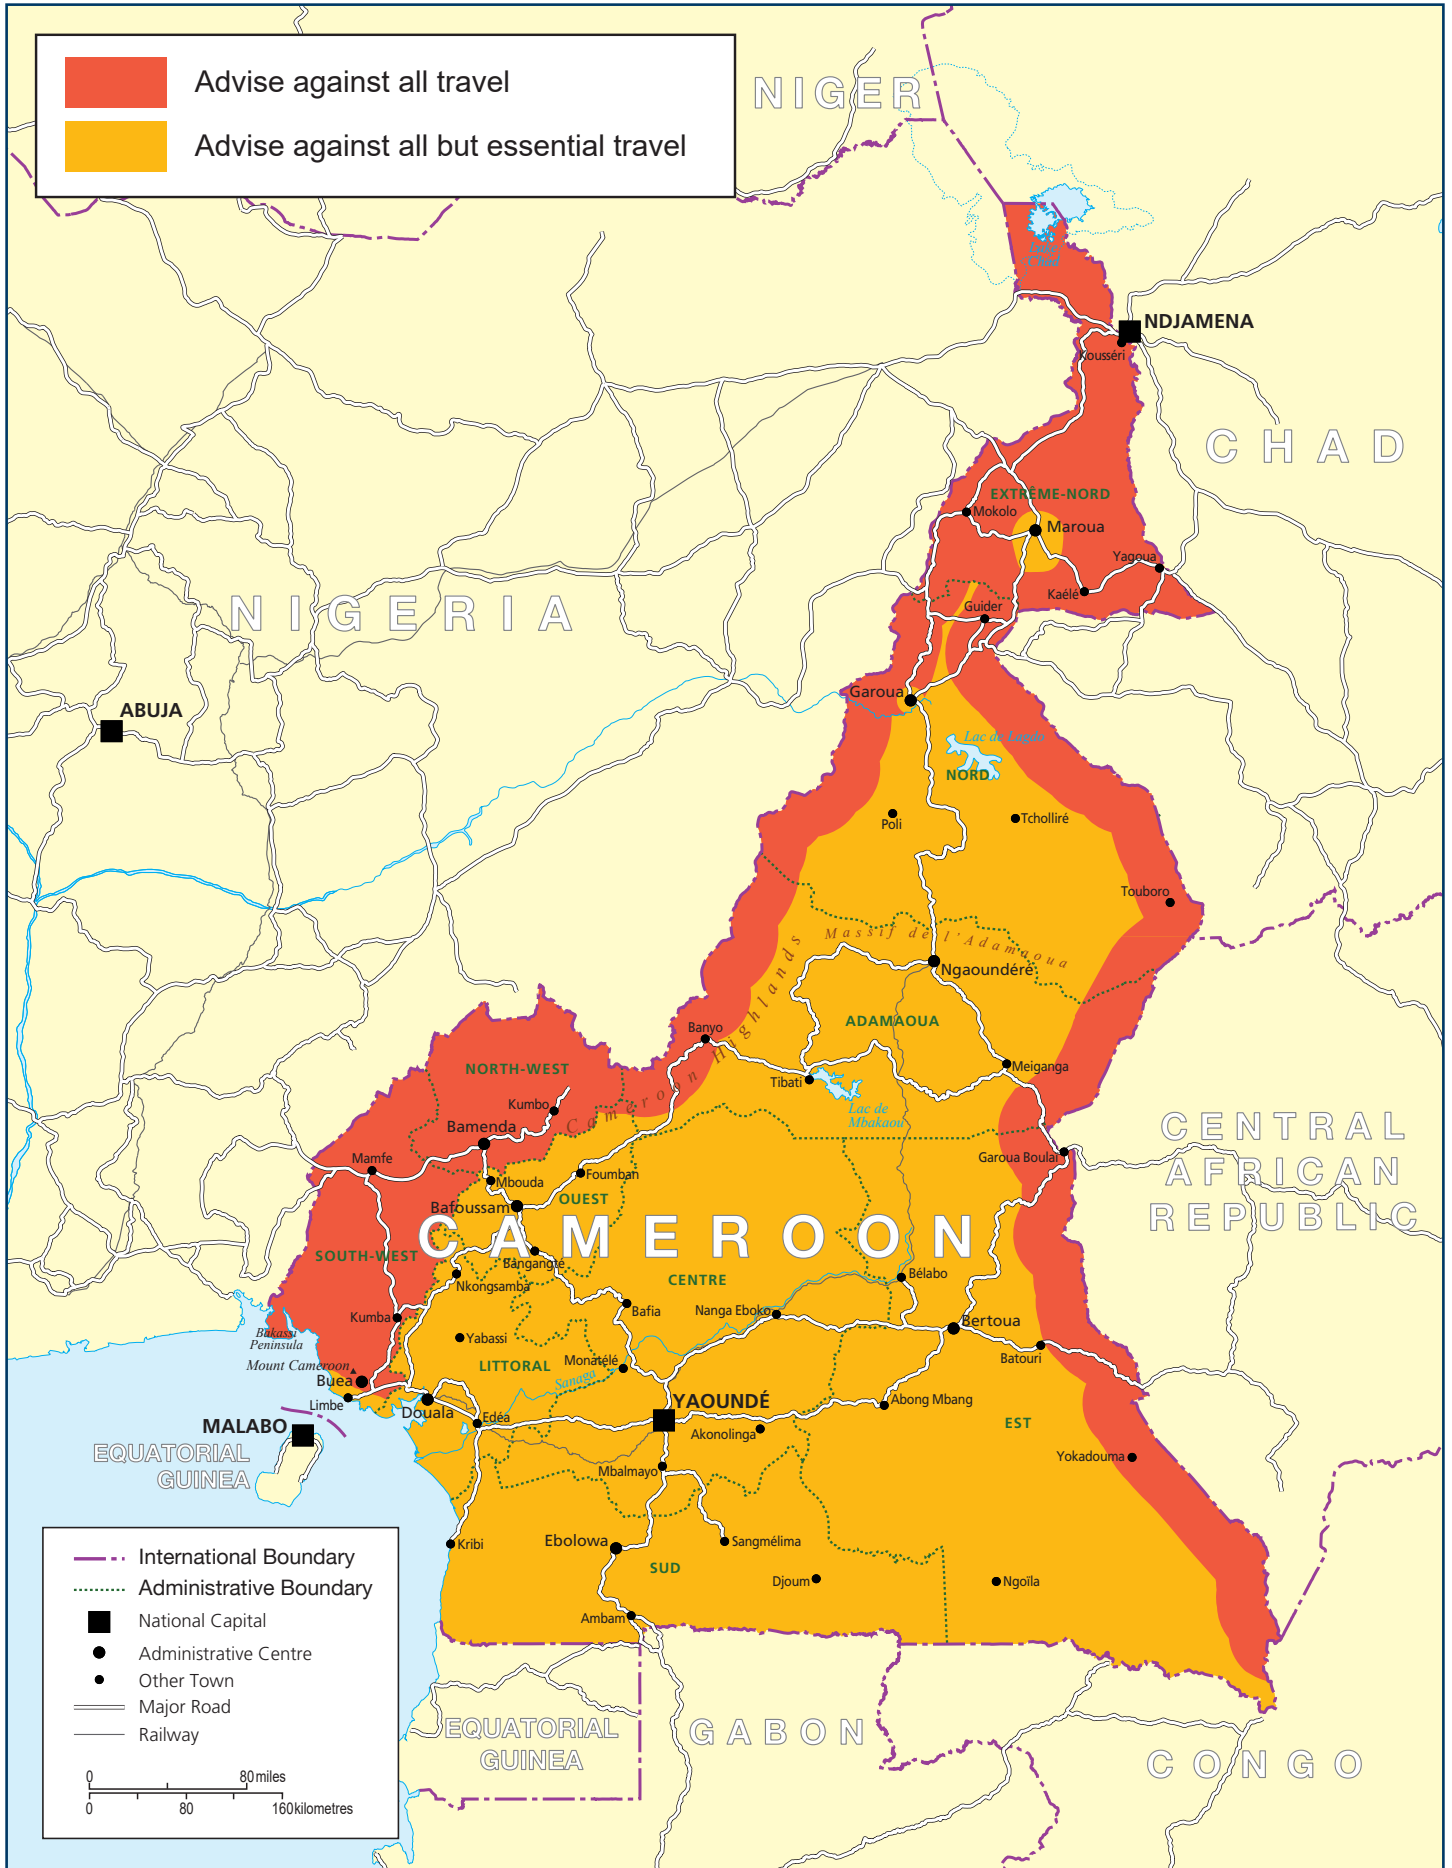 Advise against all travel
Advise against all but essential travel
NIGER
Lake
Chad
NDJAMENA
Kousséri
CHAD
EXTRÊME-NORD
Mokolo
Maroua
Yagoua
Kaélé
Guider
NIGERIA
ABUJA
Garoua
Lac de Lagdo
NORD
Poli
Tcholliré
Touboro
Massif de l'Adamaoua
Ngaoundéré
Cameroon Highlands
ADAMAOUA
Banyo
Meiganga
Tibati
Lac de
Mbakaou
NORTH-WEST
Kumbo
Bamenda
CENTRAL
AFRICAN
REPUBLIC
Garoua Boulai
Mamfe
Foumban
Mbouda
OUEST
Bafoussam
CAMEROON
SOUTH-WEST
Bangangté
CENTRE
Bélabo
Nkongsamba
Bafia
Nanga Eboko
Kumba
Bertoua
Bakassi
Peninsula
Yabassi
Batouri
Mount Cameroon
LITTORAL
Monatélé
Sanaga
Buea
Limbe
Douala
Edéa
YAOUNDÉ
Abong Mbang
MALABO
EQUATORIAL
GUINEA
Akonolinga
EST
Mbalmayo
Yokadouma
Kribi
Ebolowa
Sangmélima
SUD
Djoum
Ngoïla
Ambam
EQUATORIAL
GUINEA
GABON
CONGO
International Boundary
Administrative Boundary
National Capital
Administrative Centre
Other Town
Major Road
Railway
0 80 miles
0 80 160 kilometres